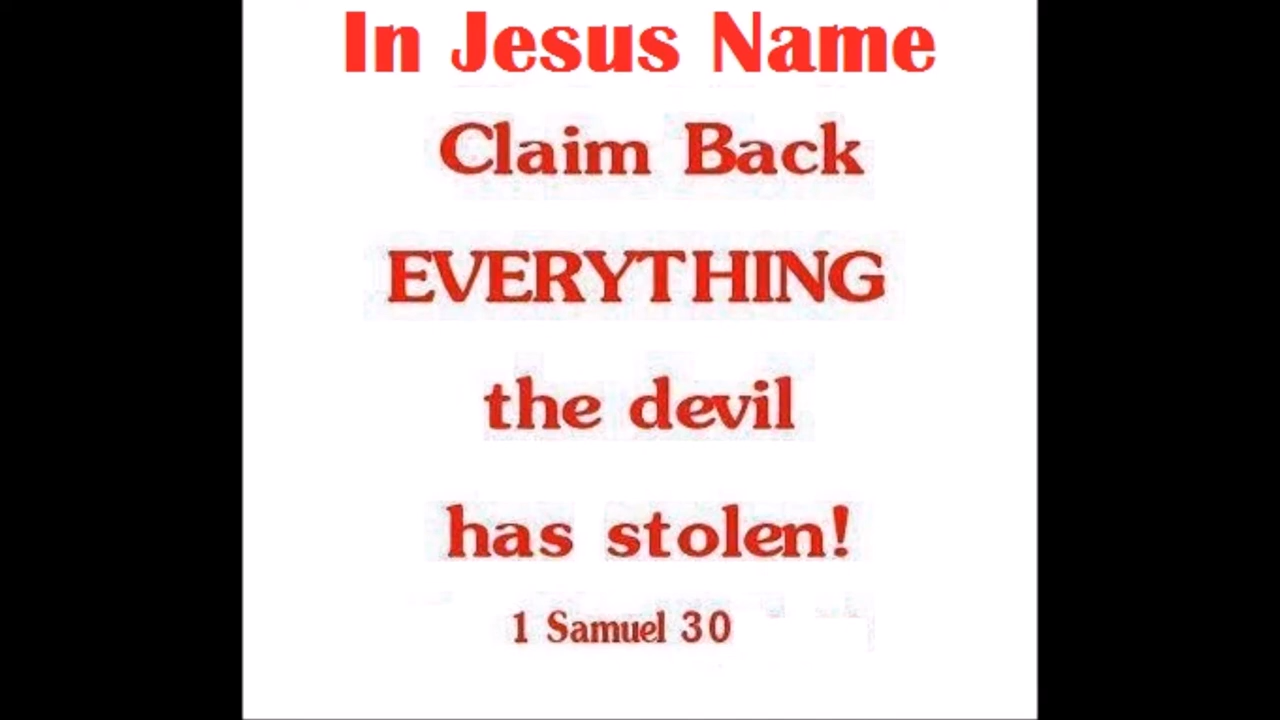 In Jesus Name
Claim Back
EVERYTHING
the devil
has stolen!
1 Samuel 30